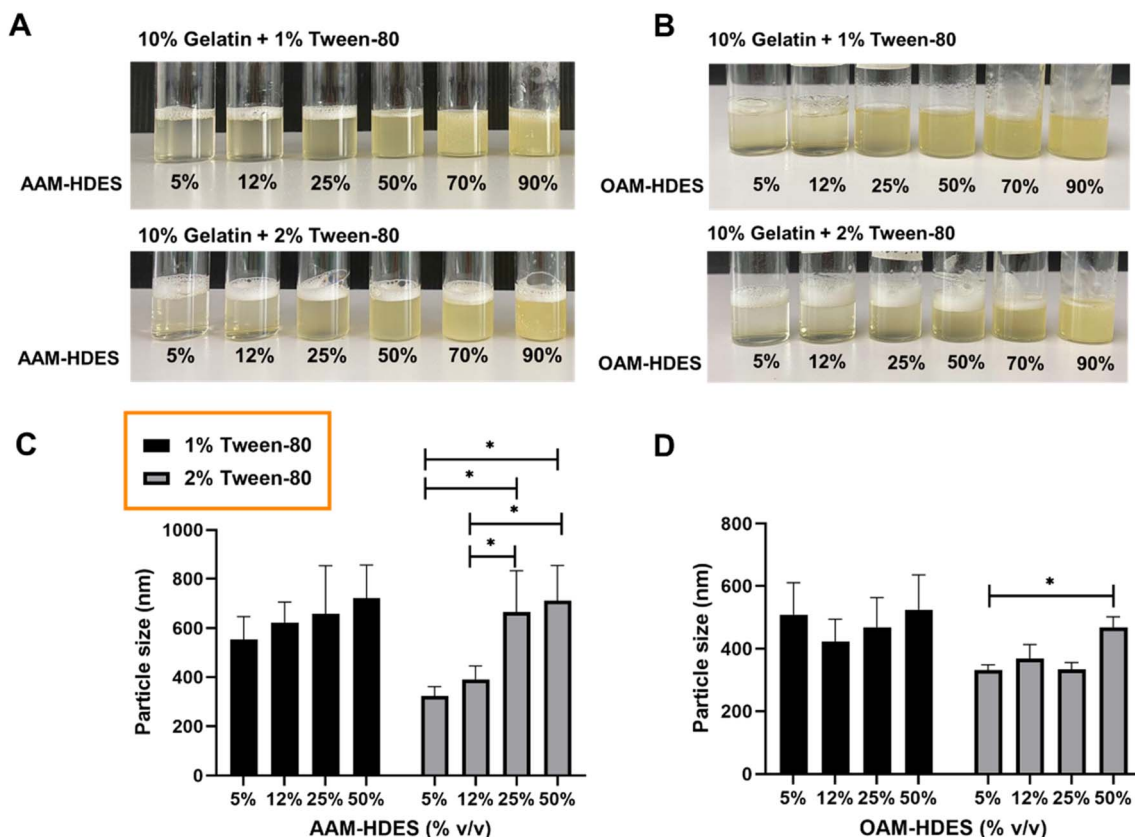 A
10% Gelatin + 1% Tween-80
AAM-HDES 5% 12% 25% 50% 70% 90%
10% Gelatin + 2% Tween-80
AAM-HDES 5% 12% 25% 50% 70% 90%
B
10% Gelatin + 1% Tween-80
OAM-HDES 5% 12% 25% 50% 70% 90%
10% Gelatin + 2% Tween-80
OAM-HDES 5% 12% 25% 50% 70% 90%
C
1% Tween-80
2% Tween-80
* 
*
*
*
Particle size (nm)
1000
800
600
400
200
0
5% 12% 25% 50% 5% 12% 25% 50%
AAM-HDES (% v/v)
D
*
Particle size (nm)
800
600
400
200
0
5% 12% 25% 50% 5% 12% 25% 50%
OAM-HDES (% v/v)